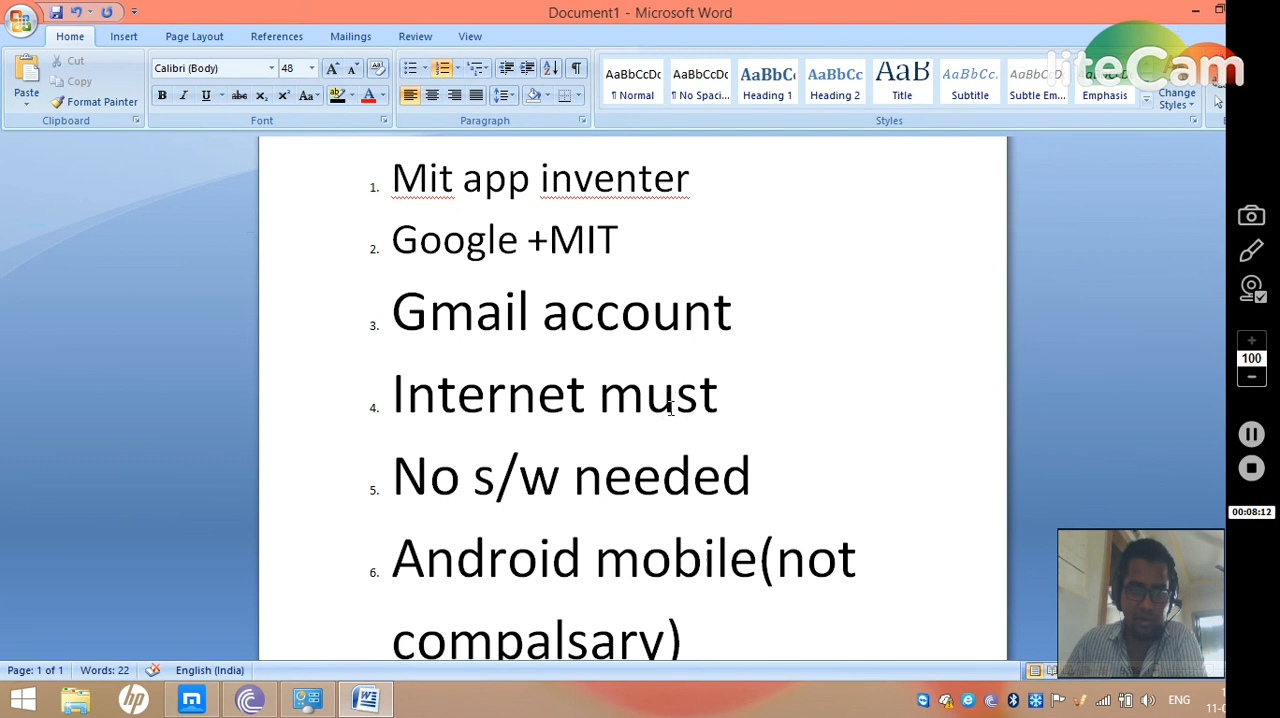 Document1 - Microsoft Word
liteCam
Home Insert Page Layout References Mailings Review View
Paste
Cut
Copy
Format Painter
Calibri (Body) 48
AaBbCcDc AaBbCcDc AaBbC AaBbCc AaB AaBbCc. AaBbCcDc AaBbCcDc
¶ Normal ¶ No Spaci... Heading 1 Heading 2 Title Subtitle Subtle Em... Emphasis
Change
Styles
Clipboard Font Paragraph Styles
1. Mit app inventer
2. Google +MIT
3. Gmail account
4. Internet must
5. No s/w needed
6. Android mobile(not
compalsary)
100
00:08:12
Page: 1 of 1 Words: 22 English (India)
ENG